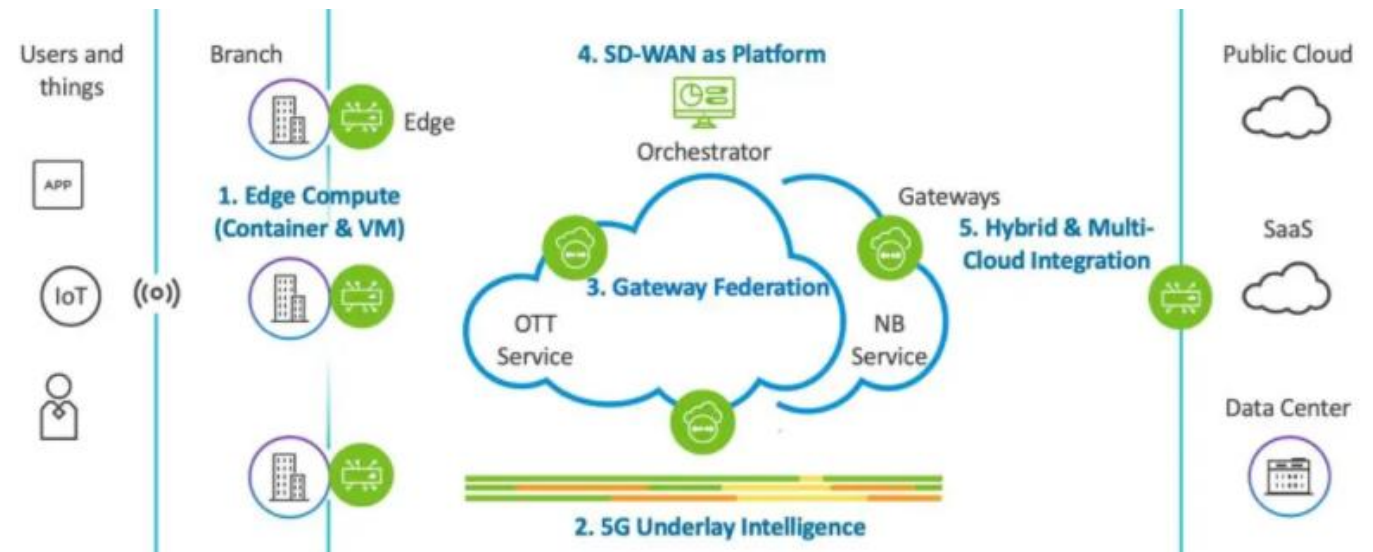 Users and
things
APP
IoT
Branch
Edge
1. Edge Compute
(Container & VM)
4. SD-WAN as Platform
Orchestrator
Gateways
3. Gateway Federation
OTT
Service
NB
Service
5. Hybrid & Multi-
Cloud Integration
2. 5G Underlay Intelligence
Public Cloud
SaaS
Data Center